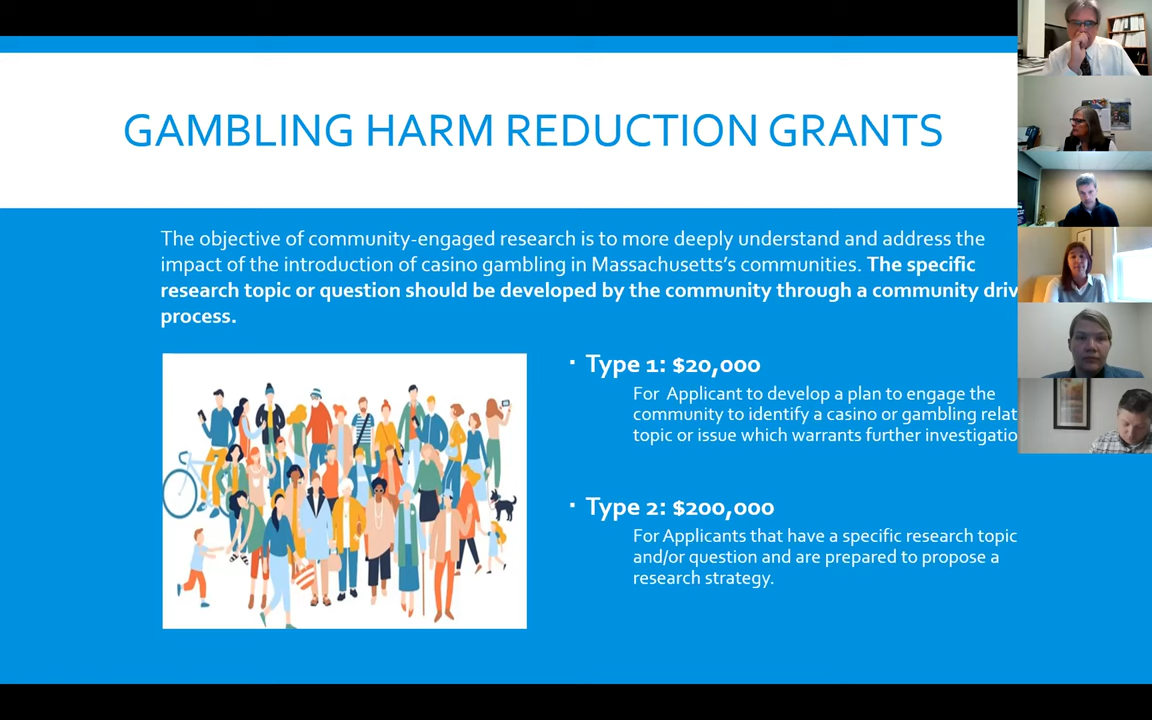 GAMBLING HARM REDUCTION GRANTS
The objective of community-engaged research is to more deeply understand and address the
impact of the introduction of casino gambling in Massachusetts's communities. The specific
research topic or question should be developed by the community through a community driv
process.
▪ Type 1: $20,000
For Applicant to develop a plan to engage the
community to identify a casino or gambling relat
topic or issue which warrants further investigatio
▪ Type 2: $200,000
For Applicants that have a specific research topic
and/or question and are prepared to propose a
research strategy.